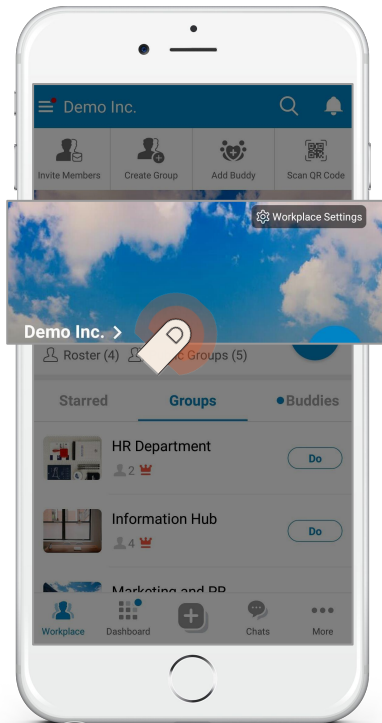 Demo Inc.
Invite Members Create Group Add Buddy Scan QR Code
Workplace Settings
Demo Inc.
Roster (4) Groups (5)
Starred Groups Buddies
HR Department
2
Do
Information Hub
4
Do
Marketing and PR
Workplace Dashboard Chats More